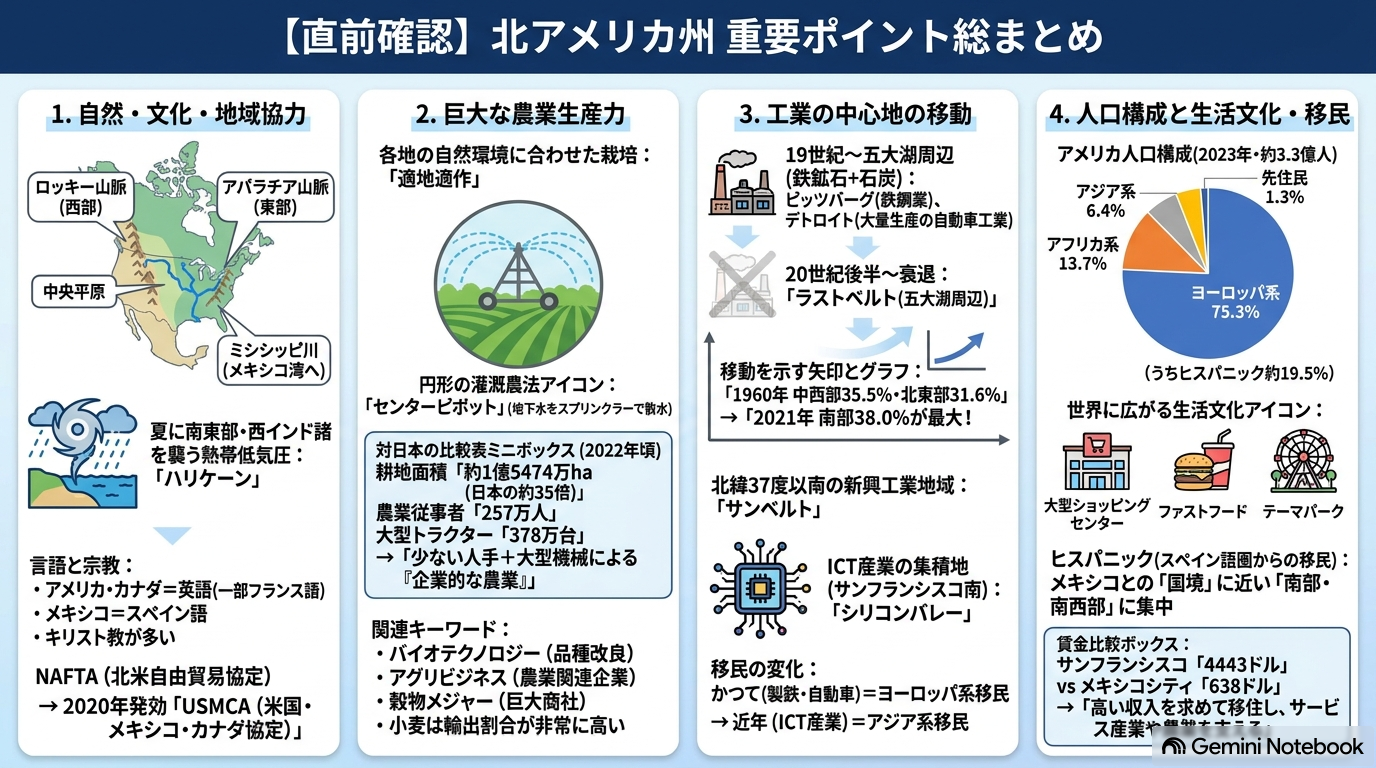 【直前確認】北アメリカ州 重要ポイント総まとめ
1. 自然・文化・地域協力
ロッキー山脈
(西部)
アパラチア山脈
(東部)
中央平原
ミシシッピ川
(メキシコ湾へ)
夏に南東部・西インド諸
を襲う熱帯低気圧：
「ハリケーン」
言語と宗教：
・アメリカ・カナダ＝英語(一部フランス語)
・メキシコ＝スペイン語
・キリスト教が多い
NAFTA（北米自由貿易協定）
→ 2020年発効「USMCA（米国・
メキシコ・カナダ協定）」
2. 巨大な農業生産力
各地の自然環境に合わせた栽培：
「適地適作」
円形の灌漑農法アイコン：
「センターピボット」(地下水をスプリンクラーで散水)
対日本の比較表ミニボックス (2022年頃)
耕地面積「約1億5474万ha
(日本の約35倍)」
農業従事者「257万人」
大型トラクター「378万台」
→「少ない人手＋大型機械による
『企業的な農業』」
関連キーワード：
・バイオテクノロジー（品種改良）
・アグリビジネス（農業関連企業）
・穀物メジャー（巨大商社）
・小麦は輸出割合が非常に高い
3. 工業の中心地の移動
19世紀〜五大湖周辺
(鉄鉱石+石炭)：
ピッツバーグ(鉄鋼業)、
デトロイト(大量生産の自動車工業)
20世紀後半〜衰退：
「ラストベルト(五大湖周辺)」
移動を示す矢印とグラフ：
「1960年 中西部35.5%・北東部31.6%」
→「2021年 南部38.0%が最大！
北緯37度以南の新興工業地域：
「サンベルト」
ICT産業の集積地
(サンフランシスコ南)：
「シリコンバレー」
移民の変化：
かつて(製鉄・自動車)＝ヨーロッパ系移民
→ 近年（ICT産業）＝アジア系移民
4. 人口構成と生活文化・移民
アメリカ人口構成(2023年・約3.3億人)
アジア系
6.4%
先住民
1.3%
アフリカ系
13.7%
ヨーロッパ系
75.3%
(うちヒスパニック約19.5%)
世界に広がる生活文化アイコン：
大型ショッピング
センター
ファストフード
テーマパーク
ヒスパニック(スペイン語圏からの移民)：
メキシコとの「国境」に近い「南部・
南西部」に集中
賃金比較ボックス：
サンフランシスコ「4443ドル」
vs メキシコシティ「638ドル」
→「高い収入を求めて移住し、サービ
ス産業や
Gemini Notebook